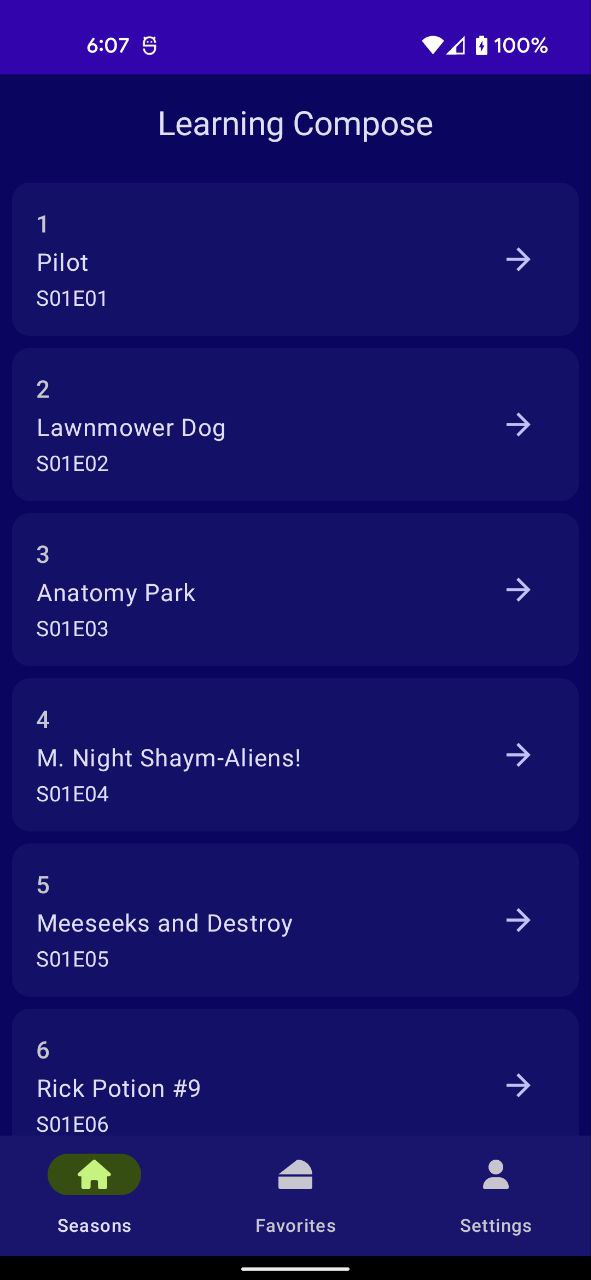 6:07
100%
Learning Compose
1
Pilot
S01E01
2
Lawnmower Dog
S01E02
3
Anatomy Park
S01E03
4
M. Night Shaym-Aliens!
S01E04
5
Meeseeks and Destroy
S01E05
6
Rick Potion #9
S01E06
Seasons
Favorites
Settings